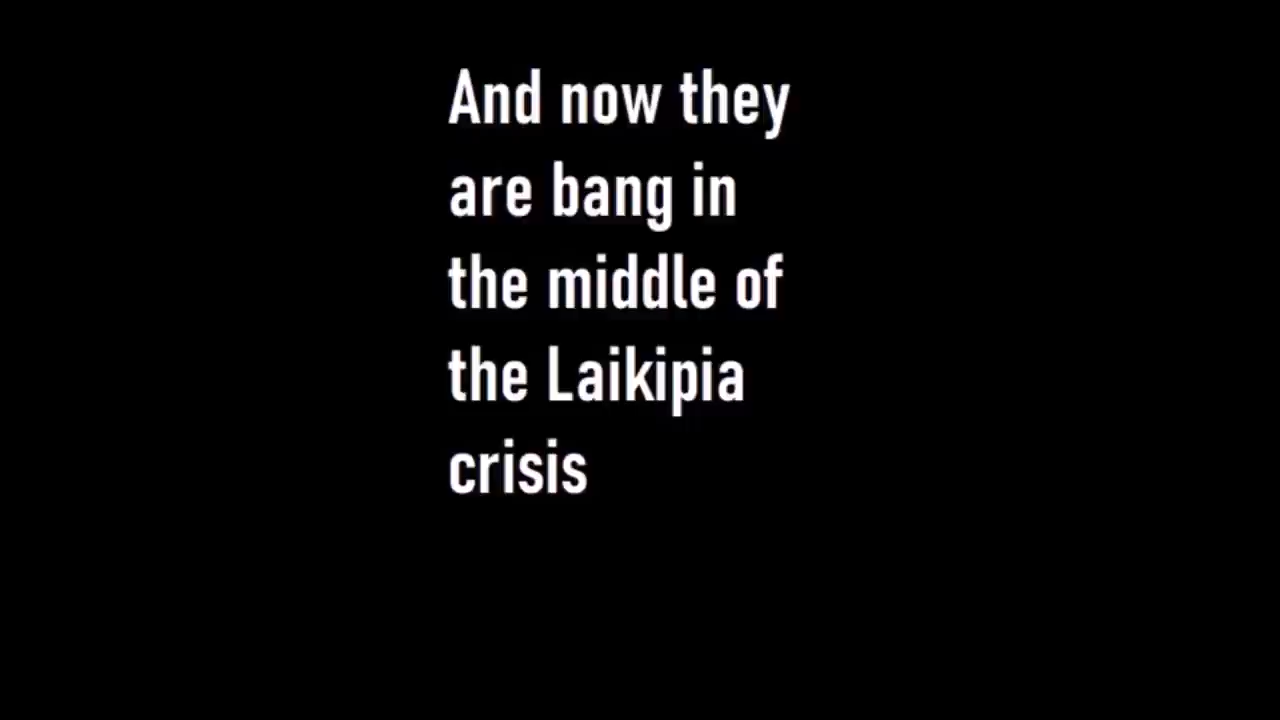 And now they
are bang in
the middle of
the Laikipia
crisis